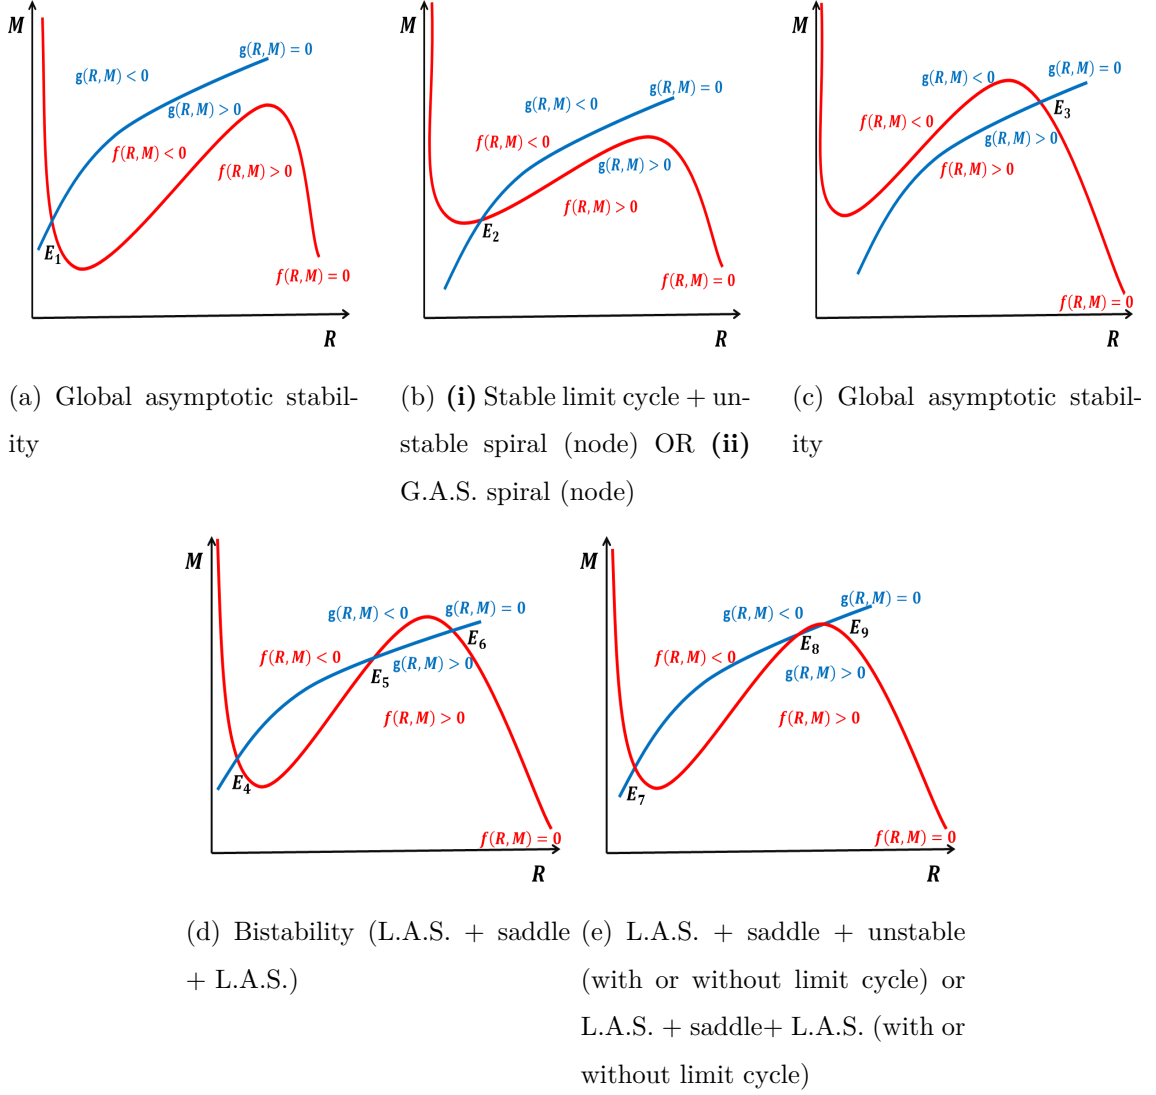 M
g(R,M) = 0
g(R,M) < 0
g(R,M) > 0
f(R,M) < 0
f(R,M) > 0
E1
f(R,M) = 0
R
M
g(R,M) = 0
g(R,M) < 0
f(R,M) < 0
g(R,M) > 0
f(R,M) > 0
E2
f(R,M) = 0
R
M
g(R,M) = 0
g(R,M) < 0
E3
f(R,M) < 0
g(R,M) > 0
f(R,M) > 0
f(R,M) = 0
R
(a) Global asymptotic stabil-
ity
(b) (i) Stable limit cycle + un-
stable spiral (node) OR (ii)
G.A.S. spiral (node)
(c) Global asymptotic stabil-
ity
M
g(R,M) < 0
g(R,M) = 0
E6
f(R,M) < 0
g(R,M) > 0
E5
f(R,M) > 0
E4
f(R,M) = 0
R
M
g(R,M) = 0
g(R,M) < 0
E9
E8
f(R,M) < 0
g(R,M) > 0
f(R,M) > 0
E7
f(R,M) = 0
R
(d) Bistability (L.A.S. + saddle
+ L.A.S.)
(e) L.A.S. + saddle + unstable
(with or without limit cycle) or
L.A.S. + saddle+ L.A.S. (with or
without limit cycle)